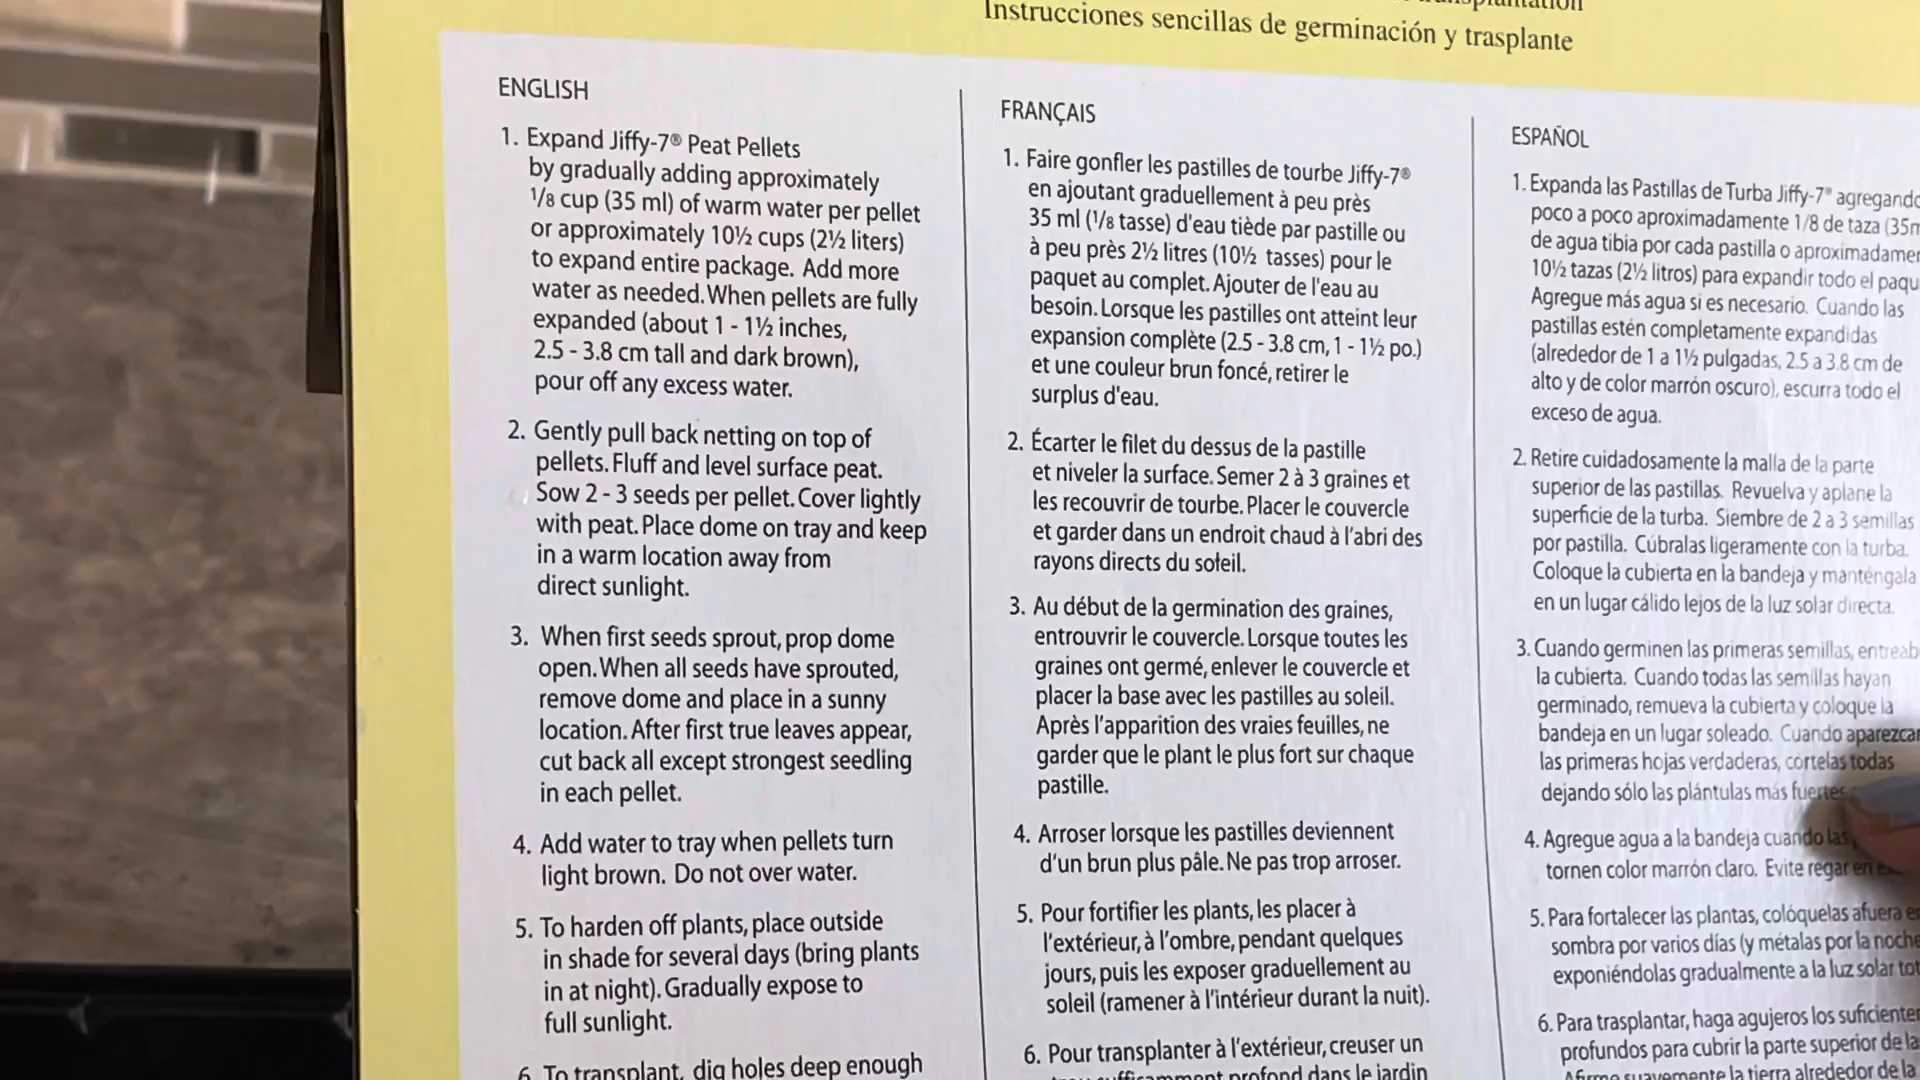 Instrucciones sencillas de germinación y trasplante
ENGLISH
1. Expand Jiffy-7® Peat Pellets
by gradually adding approximately
1/8 cup (35 ml) of warm water per pellet
or approximately 10½ cups (2½ liters)
to expand entire package. Add more
water as needed. When pellets are fully
expanded (about 1 - 1½ inches,
2.5 - 3.8 cm tall and dark brown),
pour off any excess water.
2. Gently pull back netting on top of
pellets. Fluff and level surface peat.
Sow 2 - 3 seeds per pellet. Cover lightly
with peat. Place dome on tray and keep
in a warm location away from
direct sunlight.
3. When first seeds sprout, prop dome
open. When all seeds have sprouted,
remove dome and place in a sunny
location. After first true leaves appear,
cut back all except strongest seedling
in each pellet.
4. Add water to tray when pellets turn
light brown. Do not over water.
5. To harden off plants, place outside
in shade for several days (bring plants
in at night). Gradually expose to
full sunlight.
6. To transplant, dig holes deep enough
FRANÇAIS
1. Faire gonfler les pastilles de tourbe Jiffy-7®
en ajoutant graduellement à peu près
35 ml (1/8 tasse) d'eau tiède par pastille ou
à peu près 2½ litres (10½ tasses) pour le
paquet au complet. Ajouter de l'eau au
besoin. Lorsque les pastilles ont atteint leur
expansion complète (2.5 - 3.8 cm, 1 - 1½ po.)
et une couleur brun foncé, retirer le
surplus d'eau.
2. Écarter le filet du dessus de la pastille
et niveler la surface. Semer 2 à 3 graines et
les recouvrir de tourbe. Placer le couvercle
et garder dans un endroit chaud à l'abri des
rayons directs du soleil.
3. Au début de la germination des graines,
entrouvrir le couvercle. Lorsque toutes les
graines ont germé, enlever le couvercle et
placer la base avec les pastilles au soleil.
Après l'apparition des vraies feuilles, ne
garder que le plant le plus fort sur chaque
pastille.
4. Arroser lorsque les pastilles deviennent
d'un brun plus pâle. Ne pas trop arroser.
5. Pour fortifier les plants, les placer à
l'extérieur, à l'ombre, pendant quelques
jours, puis les exposer graduellement au
soleil (ramener à l'intérieur durant la nuit).
6. Pour transplanter à l'extérieur, creuser un
profond dans le jardin
ESPAÑOL
1. Expanda las Pastillas de Turba Jiffy-7® agregando
poco a poco aproximadamente 1/8 de taza (35m
de agua tibia por cada pastilla o aproximadamen
10½ tazas (2½ litros) para expandir todo el paqu
Agregue más agua si es necesario. Cuando las
pastillas estén completamente expandidas
(alrededor de 1 a 1½ pulgadas, 2.5 a 3.8 cm de
alto y de color marrón oscuro), escurra todo el
exceso de agua.
2. Retire cuidadosamente la malla de la parte
superior de las pastillas. Revuelva y aplane la
superficie de la turba. Siembre de 2 a 3 semillas
por pastilla. Cúbralas ligeramente con la turba.
Coloque la cubierta en la bandeja y manténgala
en un lugar cálido lejos de la luz solar directa.
3. Cuando germinen las primeras semillas, entreab
la cubierta. Cuando todas las semillas hayan
germinado, remueva la cubierta y coloque la
bandeja en un lugar soleado. Cuando aparezcan
las primeras hojas verdaderas, córtelas todas
dejando sólo las plántulas más fuertes
4. Agregue agua a la bandeja cuando las
tornen color marrón claro. Evite regar en
5. Para fortalecer las plantas, colóquelas afuera e
sombra por varios días (y métalas por la noche
exponiéndolas gradualmente a la luz solar tot
6. Para trasplantar, haga agujeros los suficiente
profundos para cubrir la parte superior de la
suavemente la tierra alrededor de la